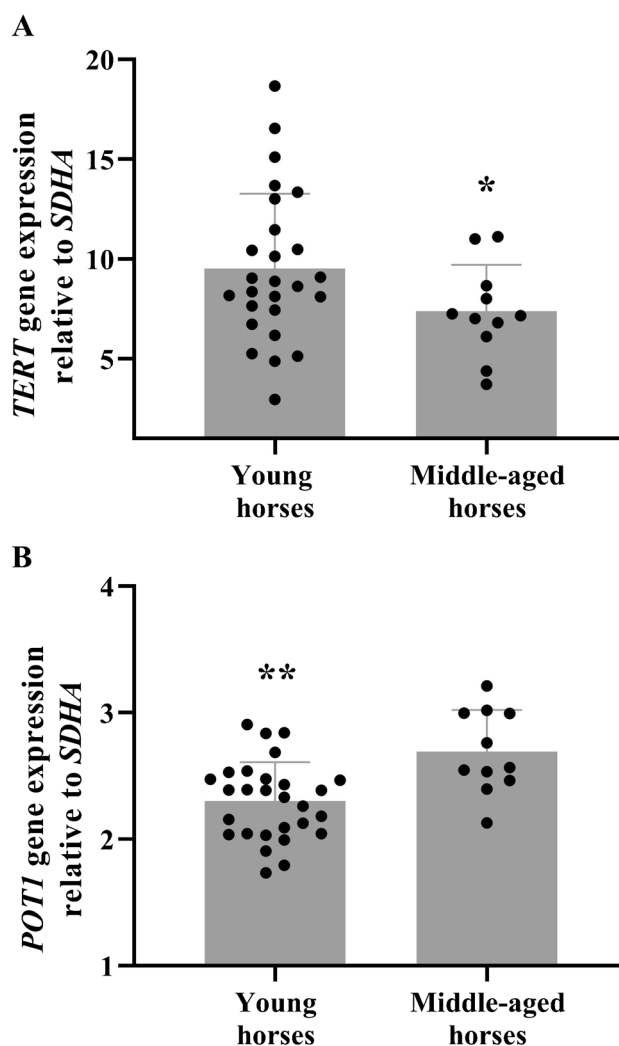 A
TERT gene expression
relative to SDHA
20
15
10
5
*
Young
horses
Middle-aged
horses
B
POT1 gene expression
relative to SDHA
4
3
2
1
**
Young
horses
Middle-aged
horses